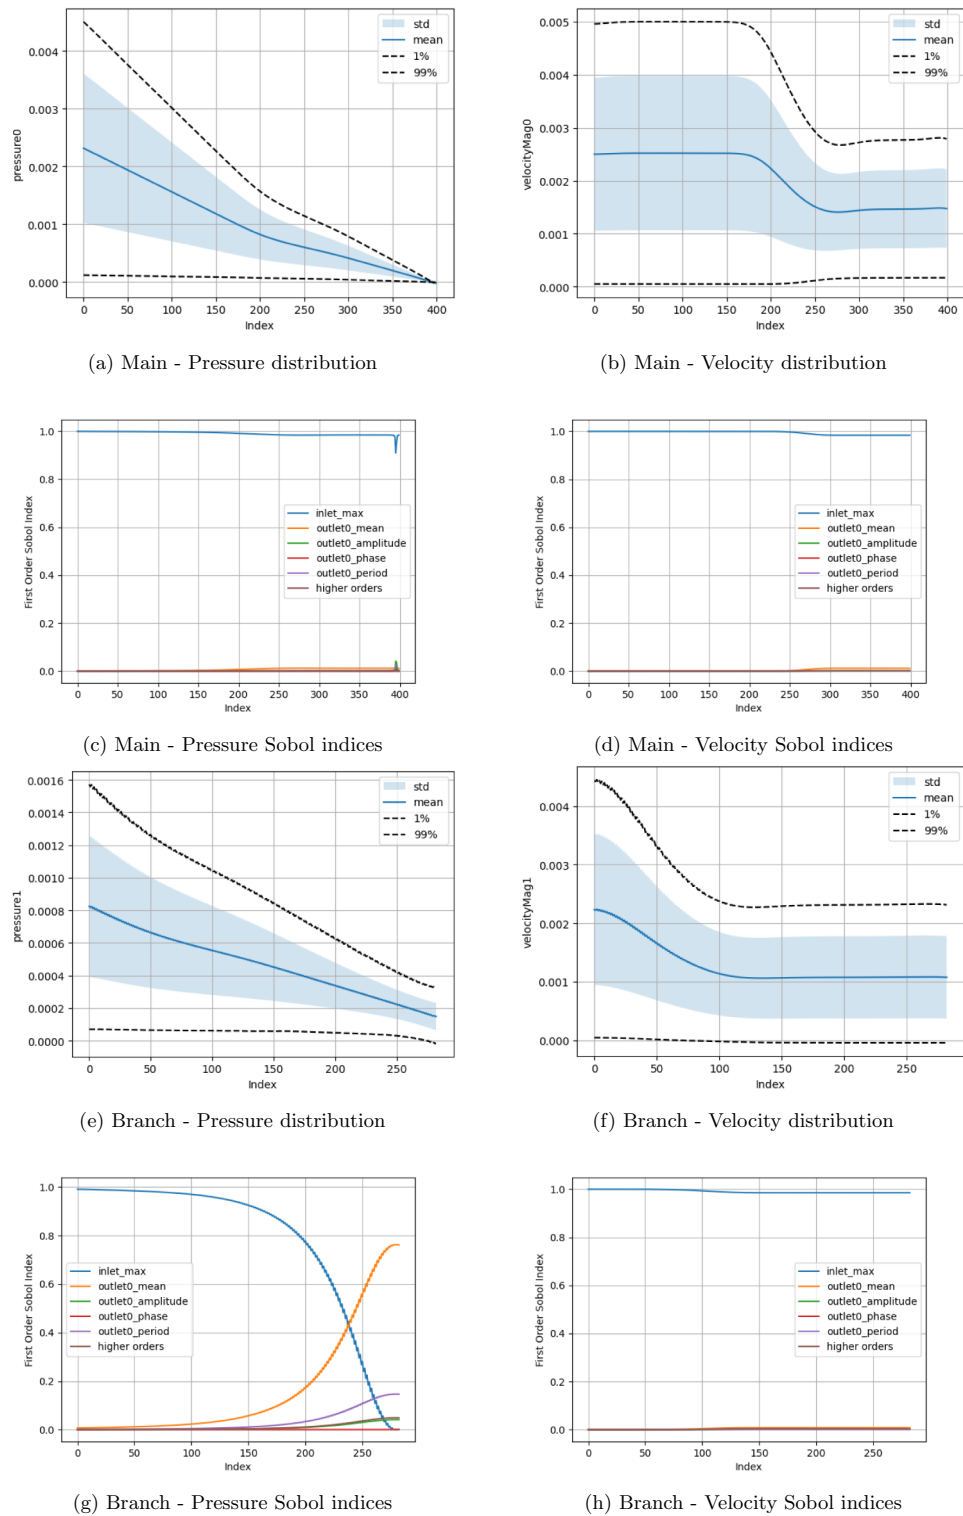 std
mean
1%
99%
0.004
0.003
0.002
0.001
0.000
pressure0
0 50 100 150 200 250 300 350 400
Index
(a) Main - Pressure distribution
std
mean
1%
99%
0.005
0.004
0.003
0.002
0.001
0.000
velocityMag0
0 50 100 150 200 250 300 350 400
Index
(b) Main - Velocity distribution
1.0
0.8
0.6
0.4
0.2
0.0
First Order Sobol Index
inlet_max
outlet0_mean
outlet0_amplitude
outlet0_phase
outlet0_period
higher orders
0 50 100 150 200 250 300 350 400
Index
(c) Main - Pressure Sobol indices
1.0
0.8
0.6
0.4
0.2
0.0
First Order Sobol Index
inlet_max
outlet0_mean
outlet0_amplitude
outlet0_phase
outlet0_period
higher orders
0 50 100 150 200 250 300 350 400
Index
(d) Main - Velocity Sobol indices
std
mean
1%
99%
0.0016
0.0014
0.0012
0.0010
0.0008
0.0006
0.0004
0.0002
0.0000
pressure1
0 50 100 150 200 250
Index
(e) Branch - Pressure distribution
std
mean
1%
99%
0.004
0.003
0.002
0.001
0.000
velocityMag1
0 50 100 150 200 250
Index
(f) Branch - Velocity distribution
1.0
0.8
0.6
0.4
0.2
0.0
First Order Sobol Index
inlet_max
outlet0_mean
outlet0_amplitude
outlet0_phase
outlet0_period
higher orders
0 50 100 150 200 250
Index
(g) Branch - Pressure Sobol indices
1.0
0.8
0.6
0.4
0.2
0.0
First Order Sobol Index
inlet_max
outlet0_mean
outlet0_amplitude
outlet0_phase
outlet0_period
higher orders
0 50 100 150 200 250
Index
(h) Branch - Velocity Sobol indices